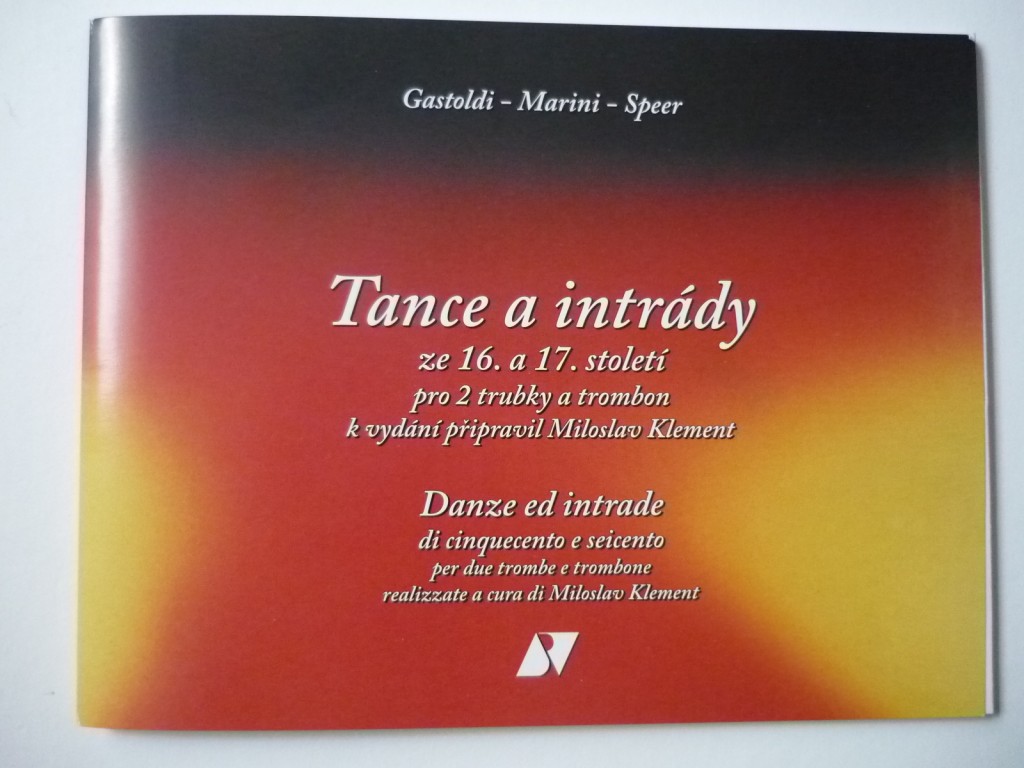 Gastoldi - Marini - Speer
Tance a intrády
ze 16. a 17. století
pro 2 trubky a trombon
k vydání připravil Miloslav Klement
Danze ed intrade
di cinquecento e seicento
per due trombe e trombone
realizzate a cura di Miloslav Klement